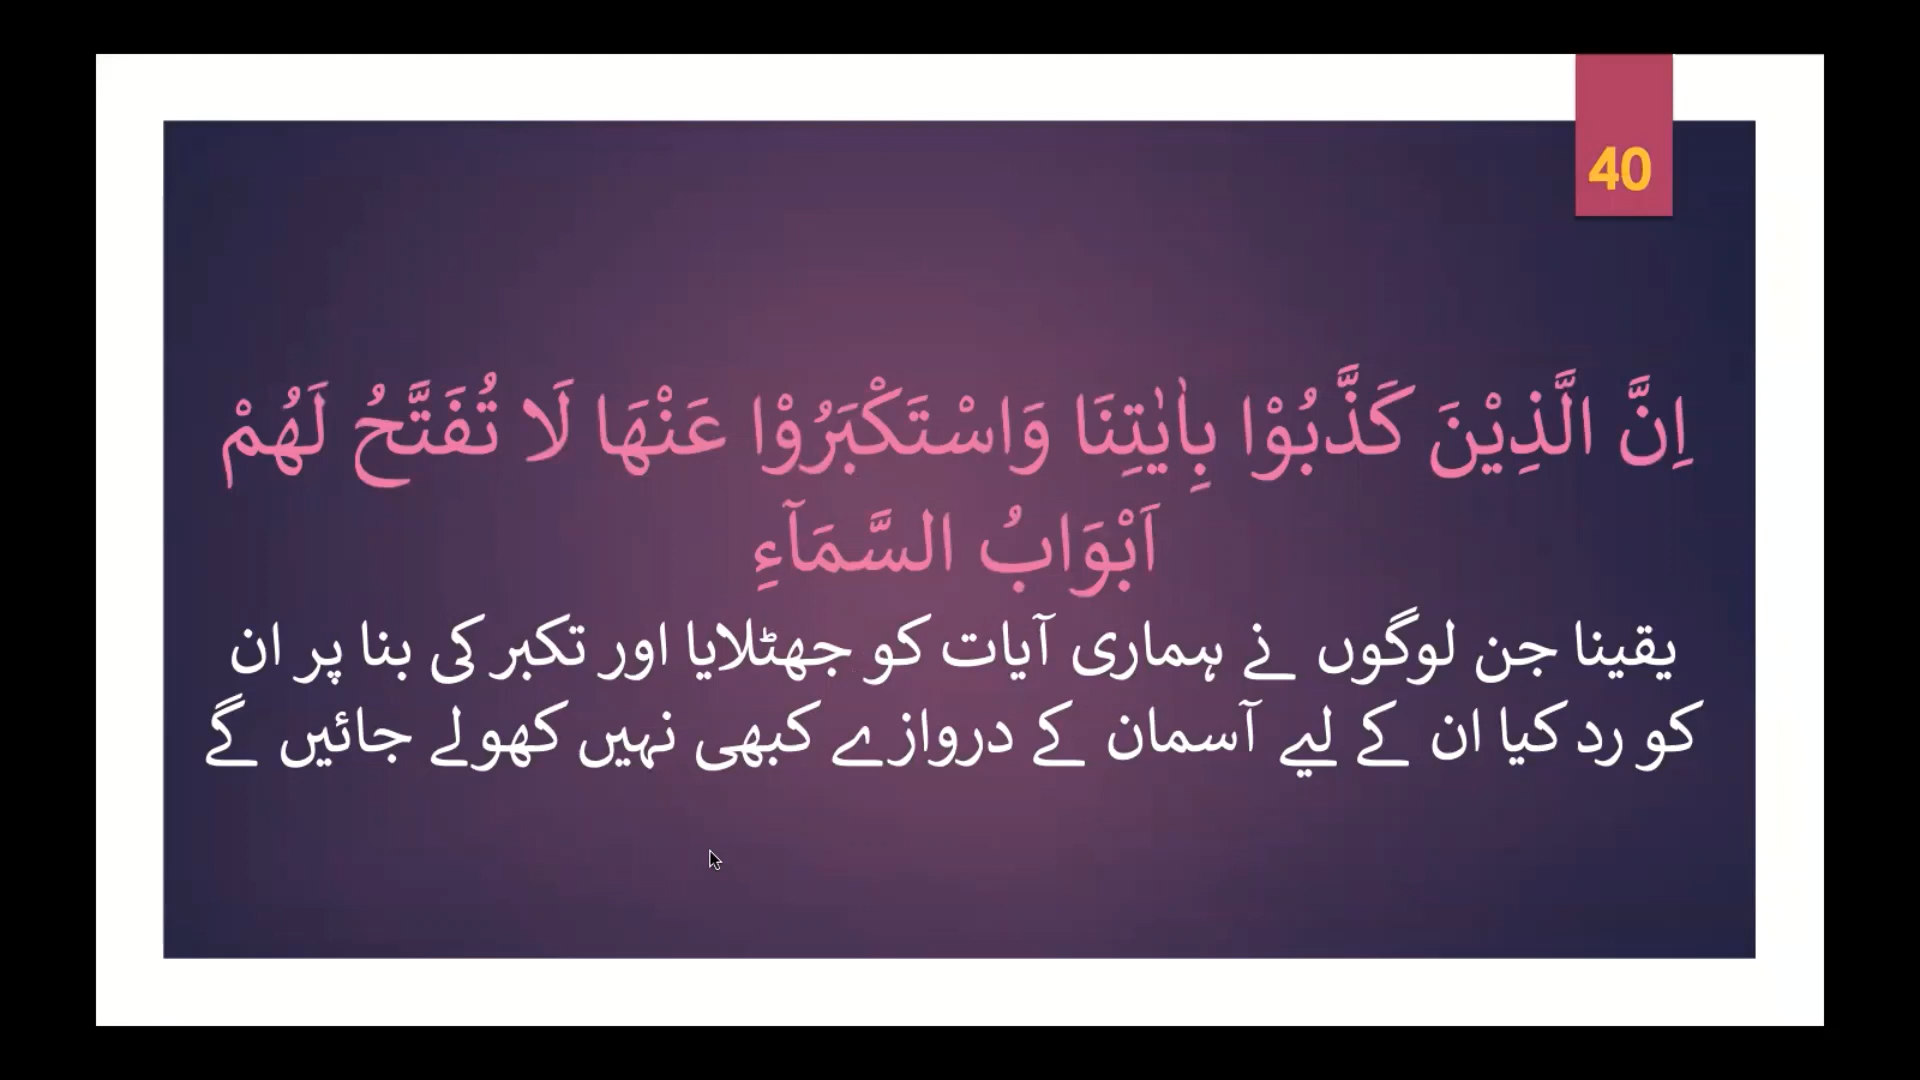 40
اِنَّ الَّذِيْنَ كَذَّبُوْا بِاٰيٰتِنَا وَاسْتَكْبَرُوْا عَنْهَا لَا تُفَتَّحُ لَهُمْ
اَبْوَابُ السَّمَآءِ
یقینا جن لوگوں نے ہماری آیات کو جھٹلایا اور تکبر کی بنا پر ان
کو رد کیا ان کے لیے آسمان کے دروازے کبھی نہیں کھولے جائیں گے